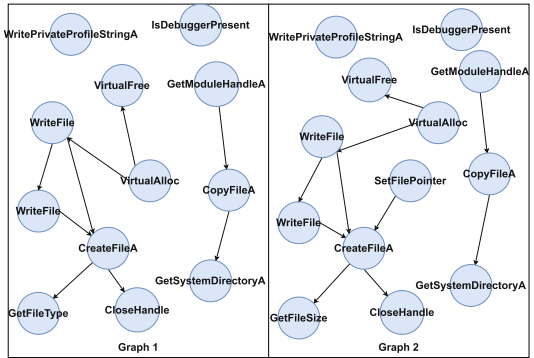 WritePrivateProfileStringA
IsDebuggerPresent
VirtualFree
GetModuleHandleA
WriteFile
VirtualAlloc
CopyFileA
WriteFile
CreateFileA
GetSystemDirectoryA
GetFileType
CloseHandle
Graph 1
IsDebuggerPresent
WritePrivateProfileStringA
VirtualFree
GetModuleHandleA
VirtualAlloc
WriteFile
SetFilePointer
CopyFileA
WriteFile
CreateFileA
GetSystemDirectoryA
GetFileSize
CloseHandle
Graph 2